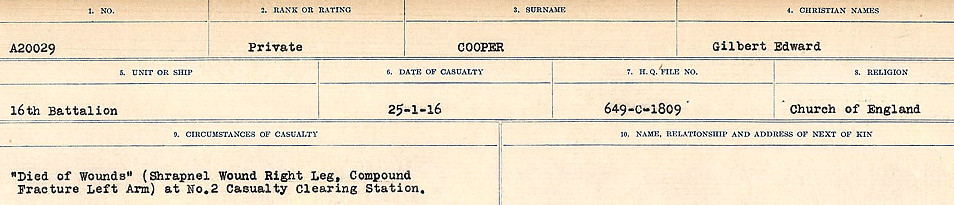 1. NO. 2. RANK OR RATING 3. SURNAME 4. CHRISTIAN NAMES
A20029 Private COOPER Gilbert Edward
5. UNIT OR SHIP 6. DATE OF CASUALTY 7. H.Q. FILE NO. 8. RELIGION
16th Battalion 25-1-16 649-C-1809 Church of England
9. CIRCUMSTANCES OF CASUALTY 10. NAME, RELATIONSHIP AND ADDRESS OF NEXT OF KIN
"Died of Wounds" (Shrapnel Wound Right Leg, Compound
Fracture Left Arm) at No.2 Casualty Clearing Station.